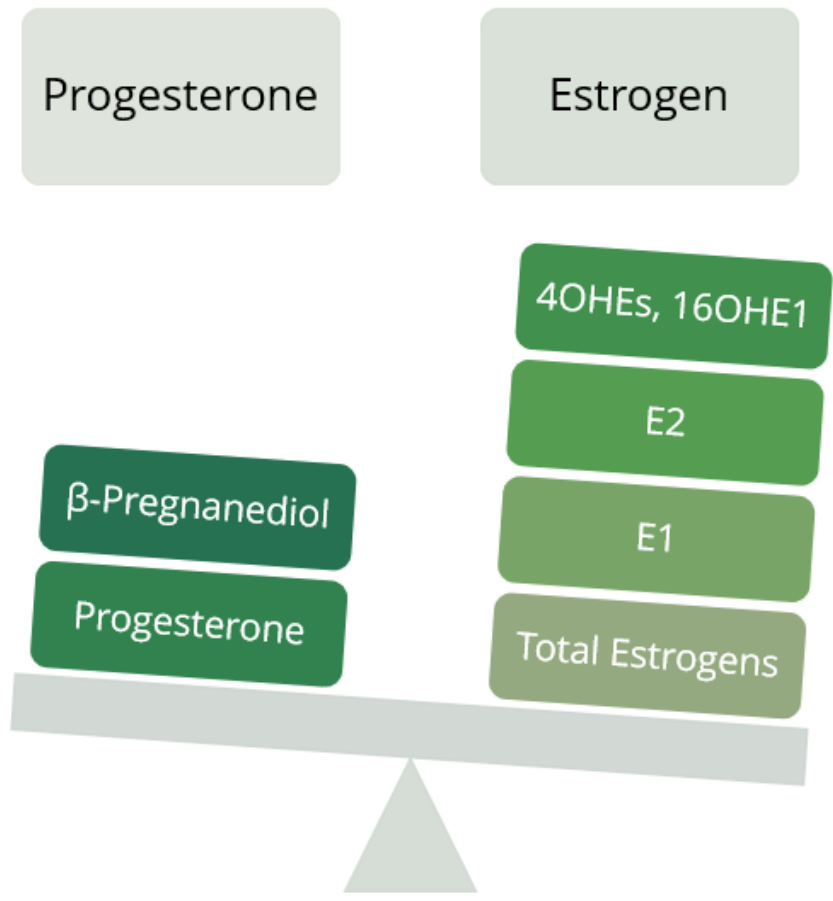 Progesterone
Estrogen
4OHEs, 16OHE1
E2
β-Pregnanediol
E1
Progesterone
Total Estrogens